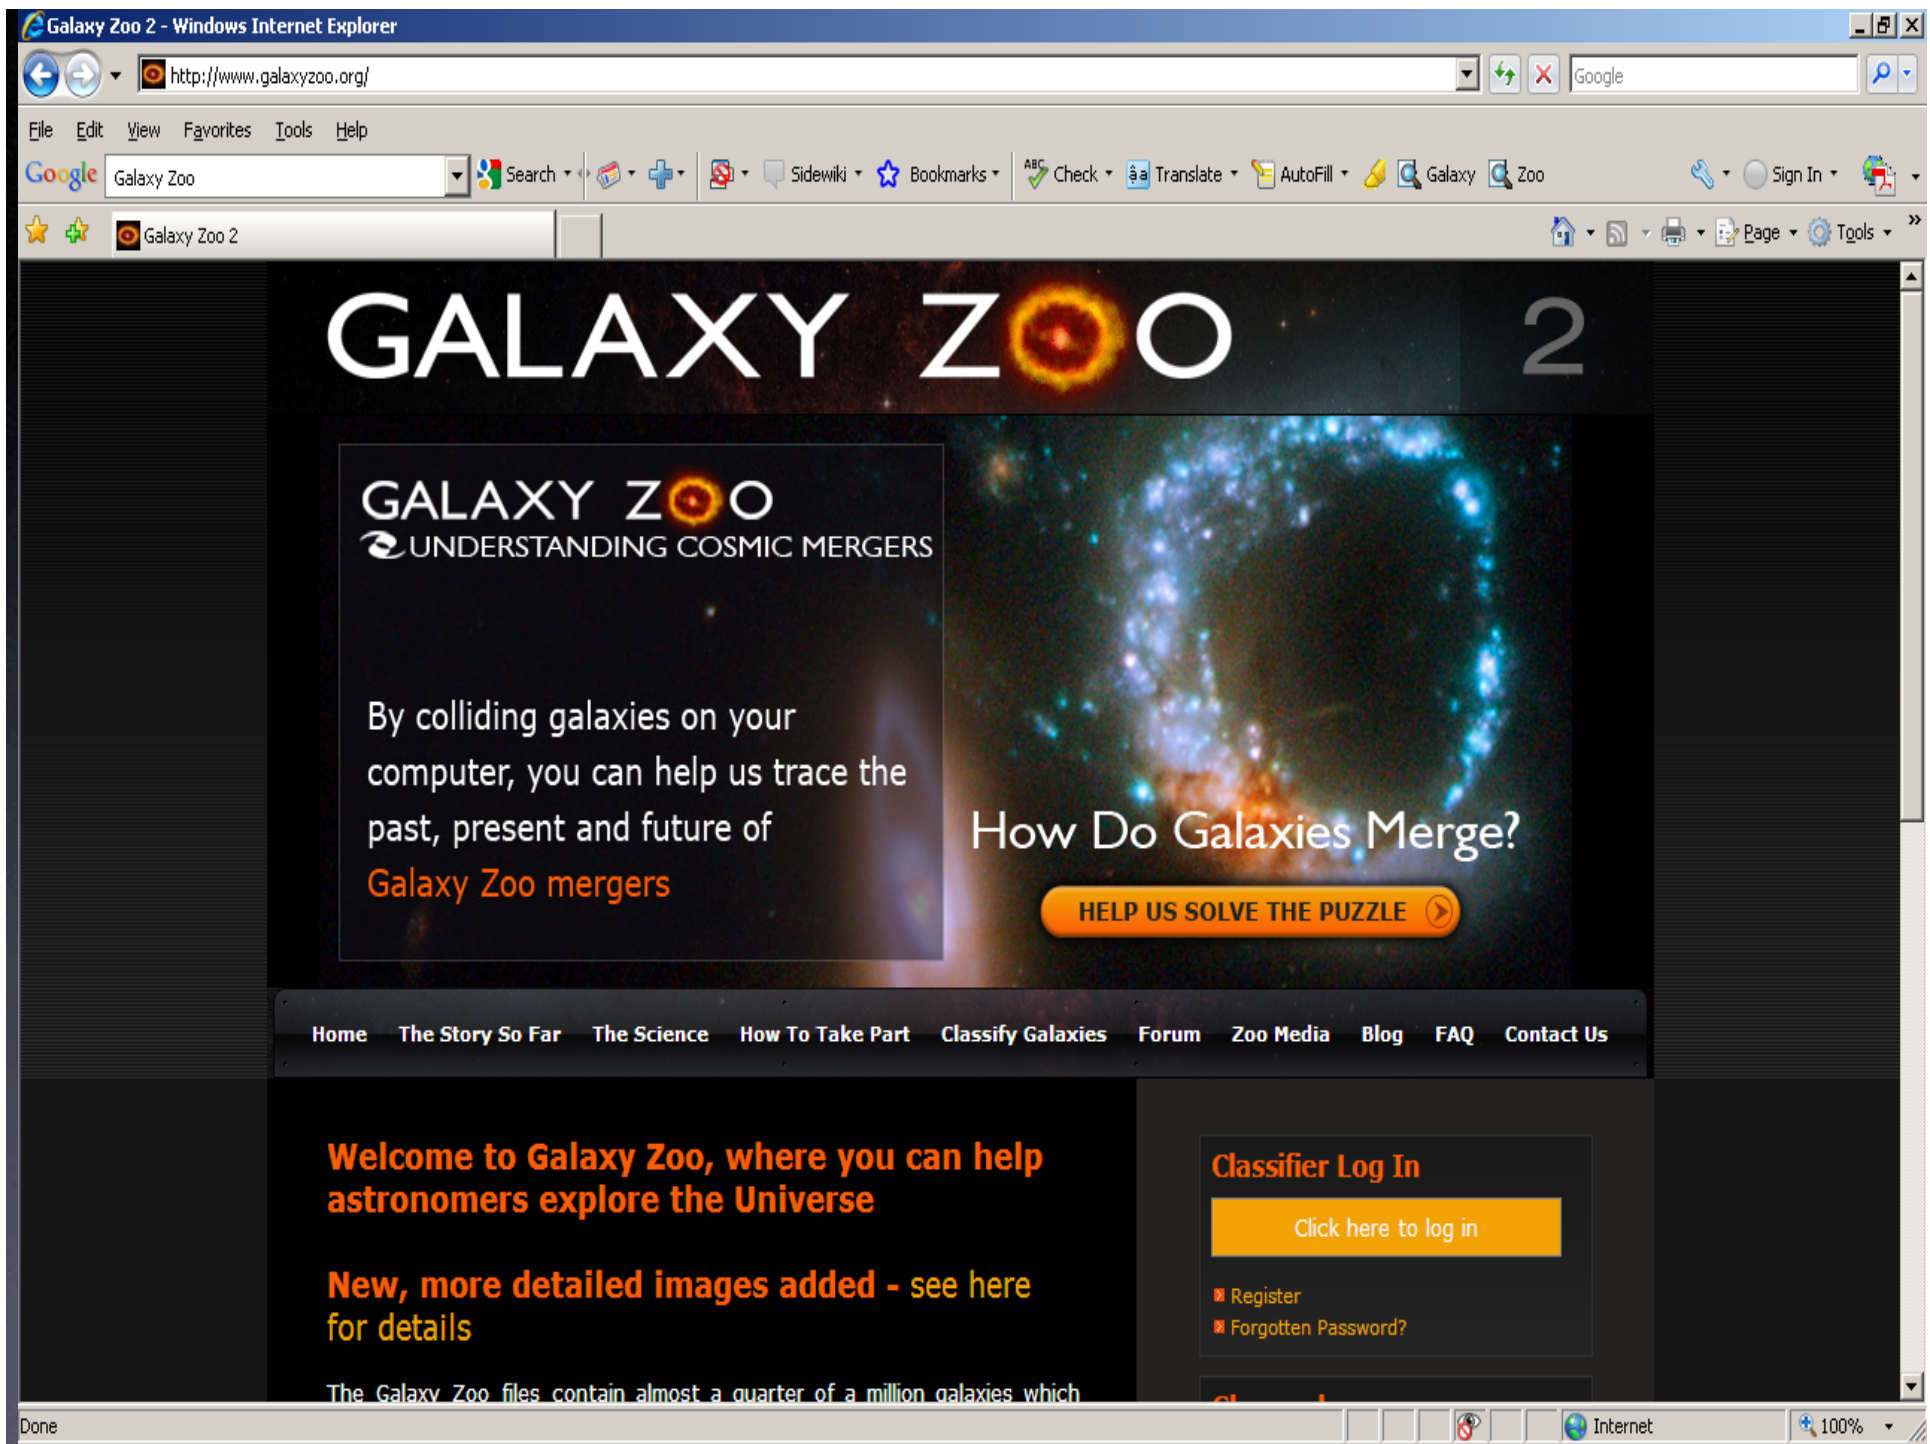 Galaxy Zoo 2 - Windows Internet Explorer
http://www.galaxyzoo.org/
Google
File Edit View Favorites Tools Help
Google Galaxy Zoo Search Sidewiki Bookmarks ABC Check âa Translate AutoFill Galaxy Zoo Sign In
Galaxy Zoo 2 Page Tools »
GALAXY ZOO 2
GALAXY ZOO
UNDERSTANDING COSMIC MERGERS
By colliding galaxies on your
computer, you can help us trace the
past, present and future of
Galaxy Zoo mergers
How Do Galaxies Merge?
HELP US SOLVE THE PUZZLE
Home The Story So Far The Science How To Take Part Classify Galaxies Forum Zoo Media Blog FAQ Contact Us
Welcome to Galaxy Zoo, where you can help
astronomers explore the Universe
New, more detailed images added - see here
for details
The Galaxy Zoo files contain almost a quarter of a million galaxies which
Classifier Log In
Click here to log in
Register
Forgotten Password?
Done Internet 100%